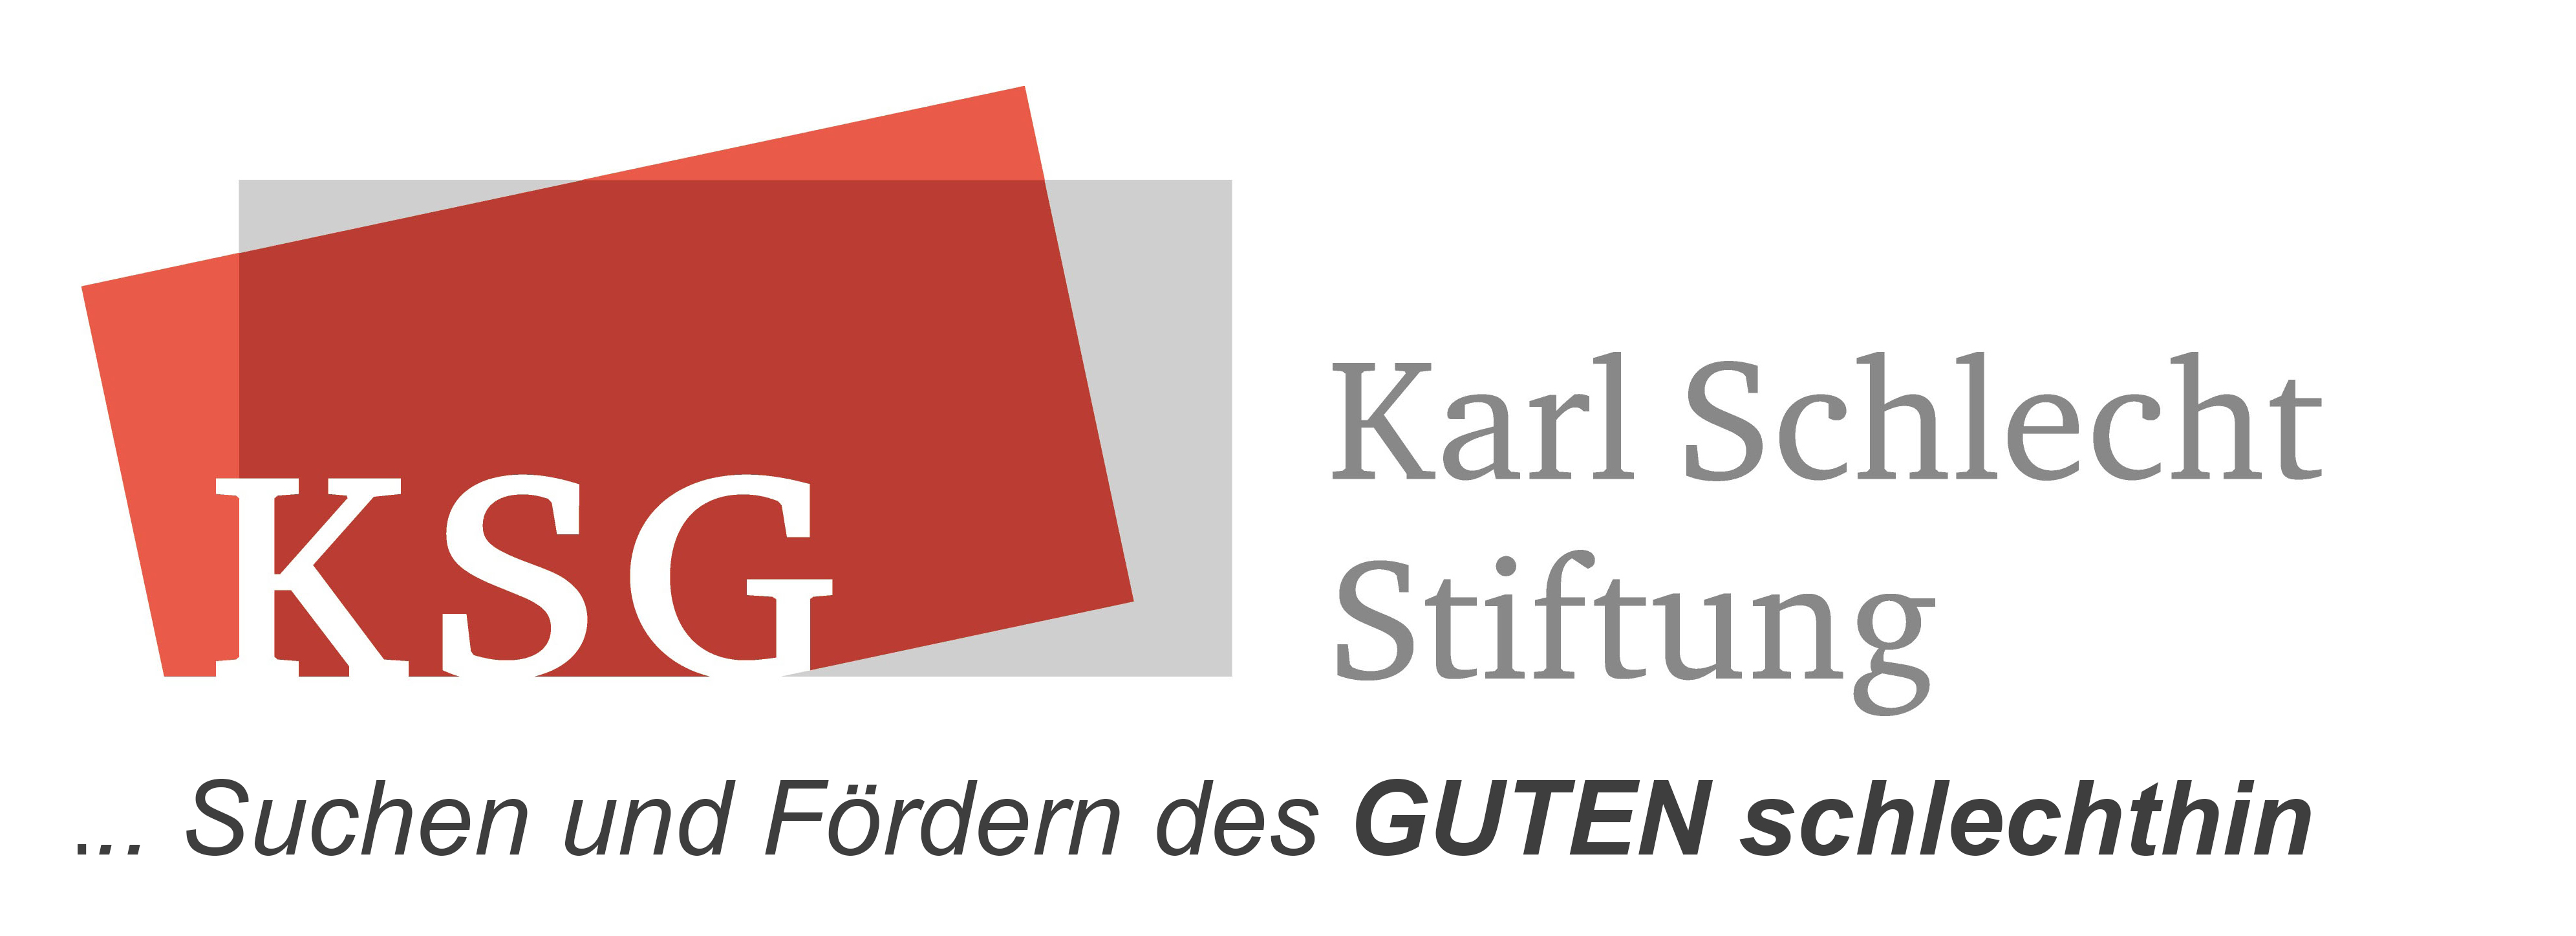 KSG
Karl Schlecht
Stiftung
... Suchen und Fördern des GUTEN schlechthin